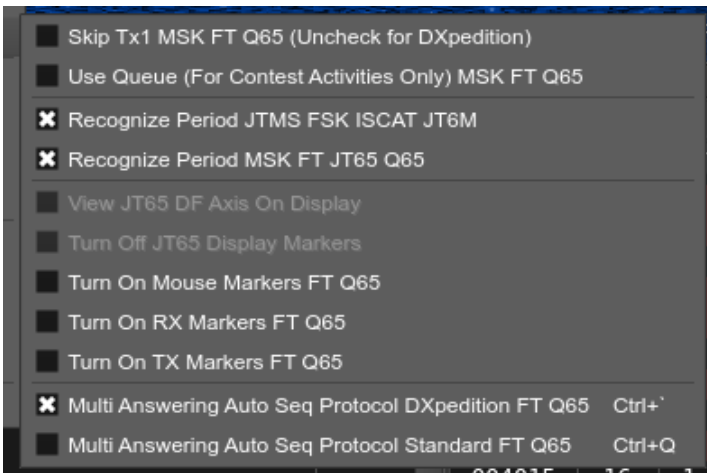 Skip Tx1 MSK FT Q65 (Uncheck for DXpedition)
Use Queue (For Contest Activities Only) MSK FT Q65
Recognize Period JTMS FSK ISCAT JT6M
Recognize Period MSK FT JT65 Q65
View JT65 DF Axis On Display
Turn Off JT65 Display Markers
Turn On Mouse Markers FT Q65
Turn On RX Markers FT Q65
Turn On TX Markers FT Q65
Multi Answering Auto Seq Protocol DXpedition FT Q65 Ctrl+`
Multi Answering Auto Seq Protocol Standard FT Q65 Ctrl+Q